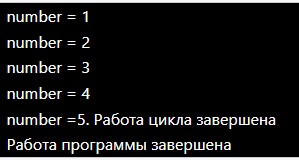 number = 1
number = 2
number = 3
number = 4
number =5. Работа цикла завершена
Работа программы завершена